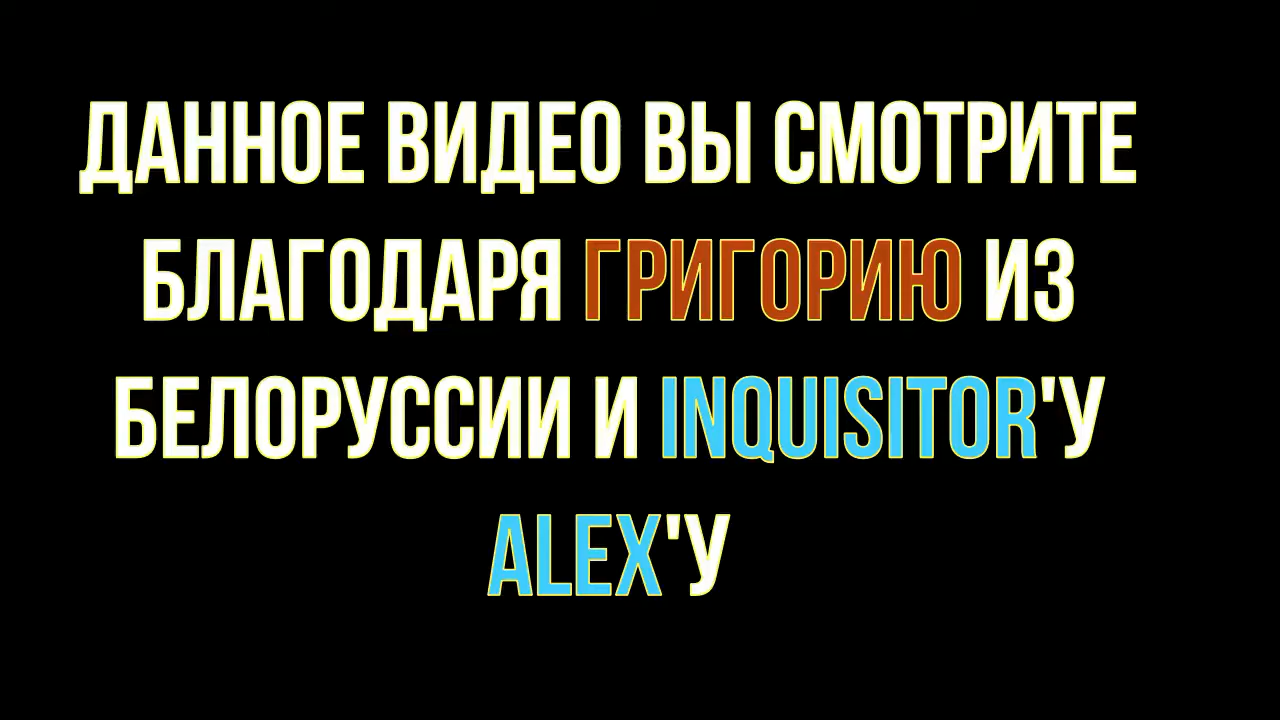 ДАННОЕ ВИДЕО ВЫ СМОТРИТЕ
БЛАГОДАРЯ ГРИГОРИЮ ИЗ
БЕЛОРУССИИ И INQUISITOR'У
ALEX'У